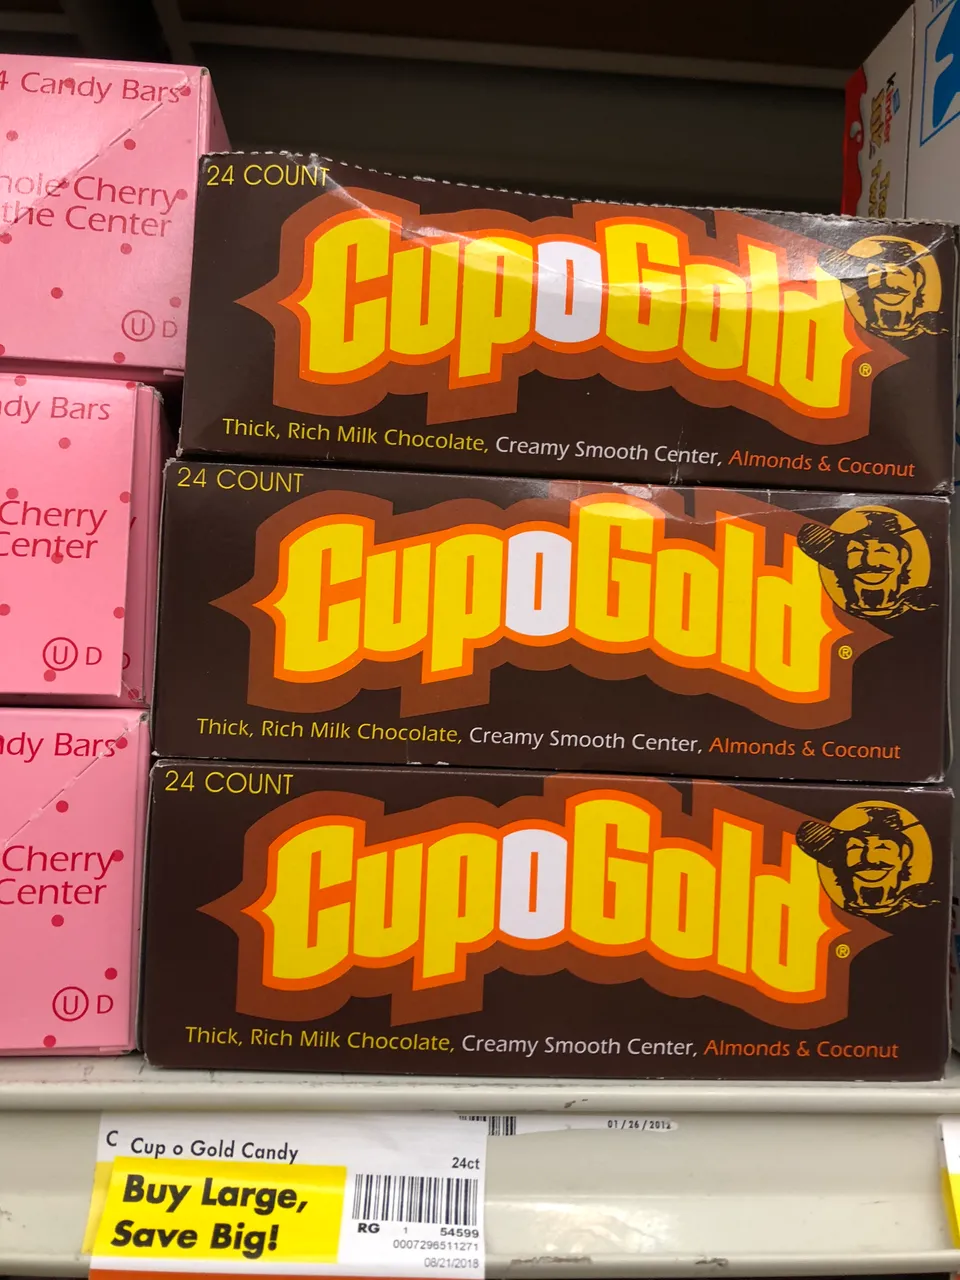 4 Candy Bars
Cherry
the Center
U D
dy Bars
Cherry
Center
U D
D
dy Bars
Cherry
Center
U D
24 COUNT
CupoGold
®
Thick, Rich Milk Chocolate, Creamy Smooth Center, Almonds & Coconut
24 COUNT
CupoGold
®
Thick, Rich Milk Chocolate, Creamy Smooth Center, Almonds & Coconut
24 COUNT
CupoGold
®
Thick, Rich Milk Chocolate, Creamy Smooth Center, Almonds & Coconut
Kinder
C Cup o Gold Candy
24ct
Buy Large,
Save Big!
RG 1 54599
0007296511271
08/21/2018